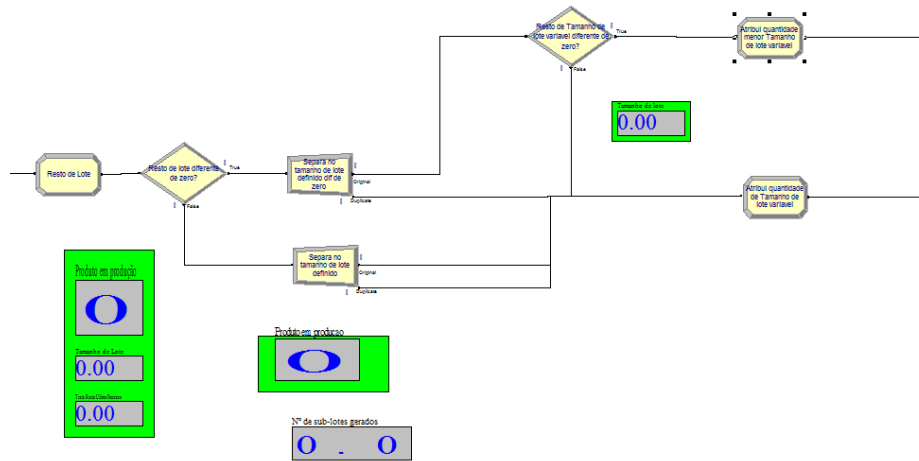 Resto de Tamanho de
lote variavel diferente de
zero?
True
False
Atribui quantidade
menor Tamanho
de lote variavel
Tamanho de lote
0.00
Resto de Lote
Resto de lote diferente
de zero?
True
False
Separa no
tamanho de lote
definido dif de
zero
Original
Duplicate
Atribui quantidade
de Tamanho de
lote variavel
Separa no
tamanho de lote
definido
Original
Duplicate
Produto em produção
0
Tamanho de Lote
0.00
0.00
Produto em producao
0
Nº de sub-lotes gerados
0 . 0